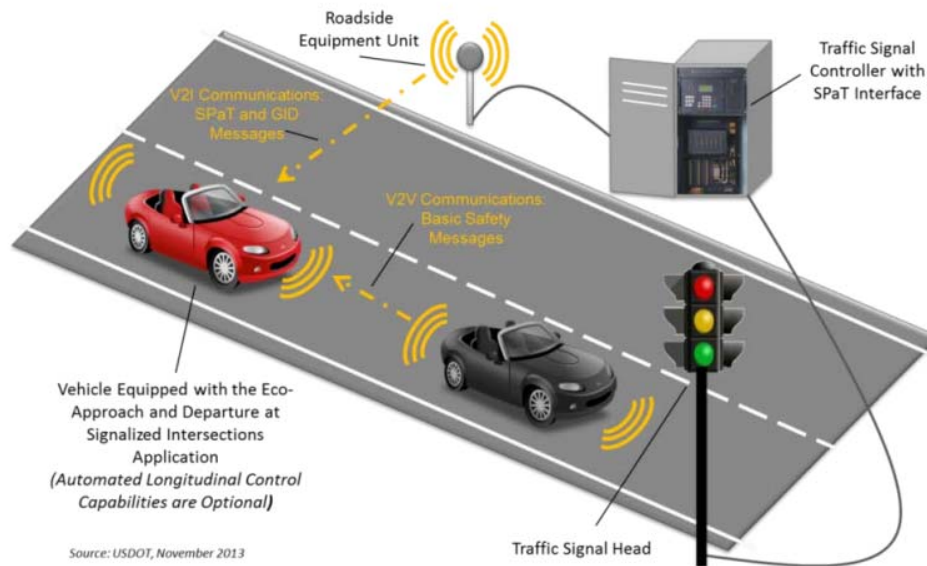 Roadside
Equipment Unit
Traffic Signal
Controller with
SPaT Interface
V2I Communications:
SPaT and GID
Messages
V2V Communications:
Basic Safety
Messages
Vehicle Equipped with the Eco-
Approach and Departure at
Signalized Intersections
Application
(Automated Longitudinal Control
Capabilities are Optional)
Traffic Signal Head
Source: USDOT, November 2013